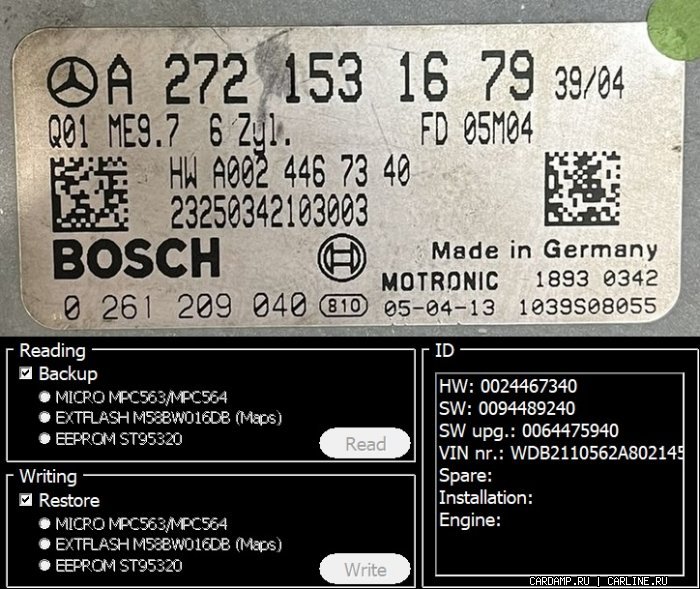 A 272 153 16 79 39/04
Q01 ME9.7 6 Zyl. FD 05M04
HW A002 446 73 40
23250342103003
BOSCH
Made in Germany
MOTRONIC 1893 0342
0 261 209 040 B10 05-04-13 1039S08055
Reading
Backup
MICRO MPC563/MPC564
EXTFLASH M58BW016DB (Maps)
EEPROM ST95320
Read
Writing
Restore
MICRO MPC563/MPC564
EXTFLASH M58BW016DB (Maps)
EEPROM ST95320
Write
ID
HW: 0024467340
SW: 0094489240
SW upg.: 0064475940
VIN nr.: WDB2110562A802145
Spare:
Installation:
Engine:
CARDAMP.RU | CARLINE.RU